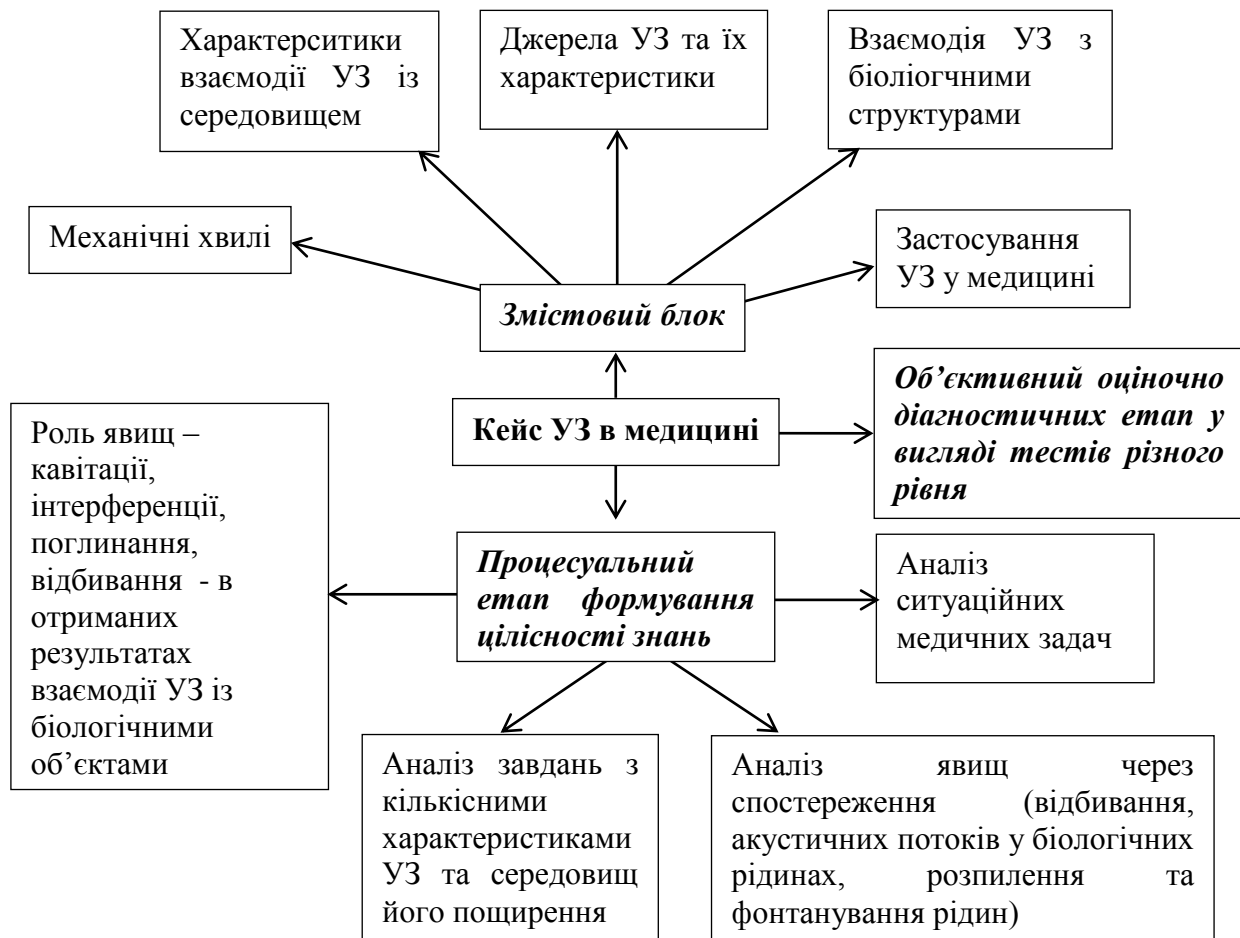 Характерситики
взаємодії УЗ із
середовищем
Джерела УЗ та їх
характеристики
Взаємодія УЗ з
біоліогчними
структурами
Механічні хвилі
Застосування
УЗ у медицині
Змістовий блок
Об’єктивний оціночно
діагностичних етап у
вигляді тестів різного
рівня
Кейс УЗ в медицині
Роль явищ –
кавітації,
інтерференції,
поглинання,
відбивання - в
отриманих
результатах
взаємодії УЗ із
біологічними
об’єктами
Процесуальний
етап формування
цілісності знань
Аналіз
ситуаційних
медичних задач
Аналіз завдань з
кількісними
характеристиками
УЗ та середовищ
його пощирення
Аналіз явищ через
спостереження (відбивання,
акустичних потоків у біологічних
рідинах, розпилення та
фонтанування рідин)